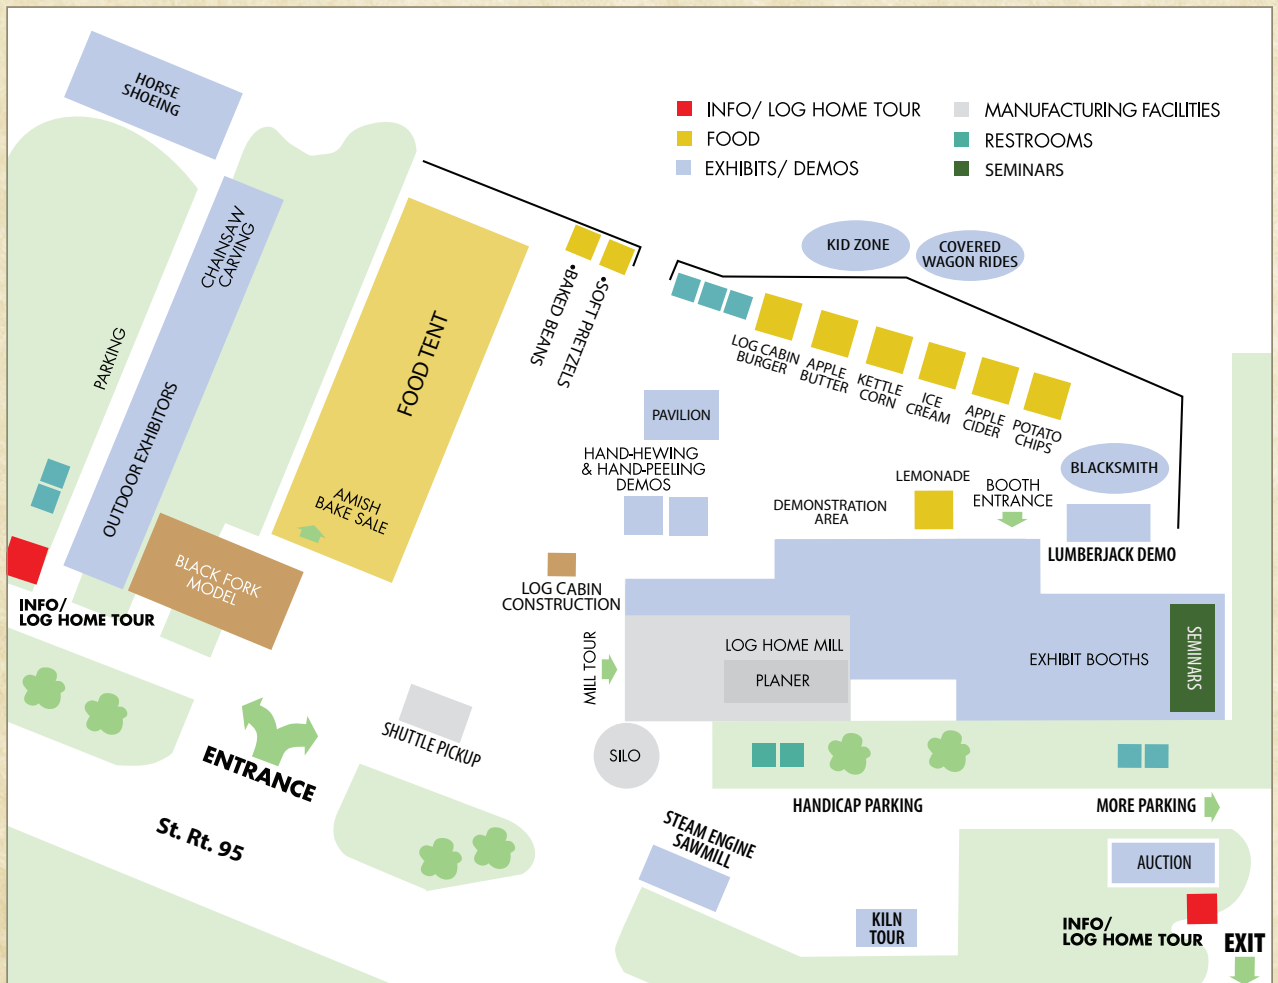 HORSE
SHOEING
INFO/ LOG HOME TOUR
FOOD
EXHIBITS/ DEMOS
MANUFACTURING FACILITIES
RESTROOMS
SEMINARS
CHAINSAW
CARVING
OUTDOOR EXHIBITORS
PARKING
FOOD TENT
AMISH
BAKE SALE
•BAKED BEANS
•SOFT PRETZELS
KID ZONE
COVERED
WAGON RIDES
LOG CABIN
BURGER
APPLE
BUTTER
KETTLE
CORN
ICE
CREAM
APPLE
CIDER
POTATO
CHIPS
PAVILION
HAND-HEWING
& HAND-PEELING
DEMOS
BLACKSMITH
LEMONADE
BOOTH
ENTRANCE
DEMONSTRATION
AREA
LUMBERJACK DEMO
BLACK FORK
MODEL
INFO/
LOG HOME TOUR
LOG CABIN
CONSTRUCTION
MILL TOUR
LOG HOME MILL
PLANER
EXHIBIT BOOTHS
SEMINARS
SHUTTLE PICKUP
SILO
ENTRANCE
St. Rt. 95
HANDICAP PARKING
MORE PARKING
STEAM ENGINE
SAWMILL
KILN
TOUR
AUCTION
INFO/
LOG HOME TOUR
EXIT